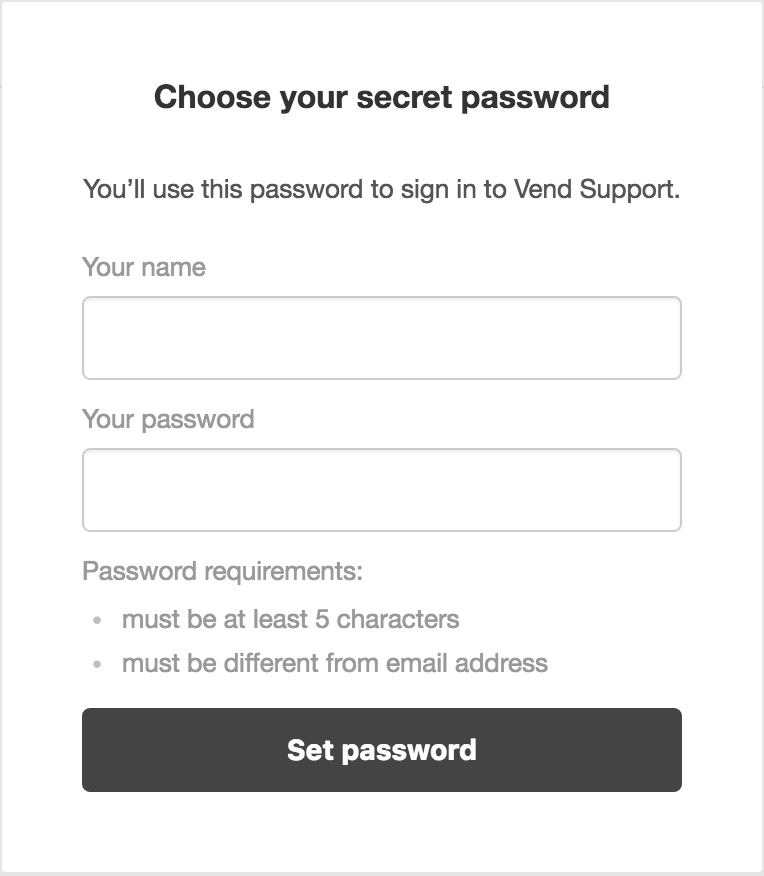 Choose your secret password
You’ll use this password to sign in to Vend Support.
Your name
Your password
Password requirements:
• must be at least 5 characters
• must be different from email address
Set password